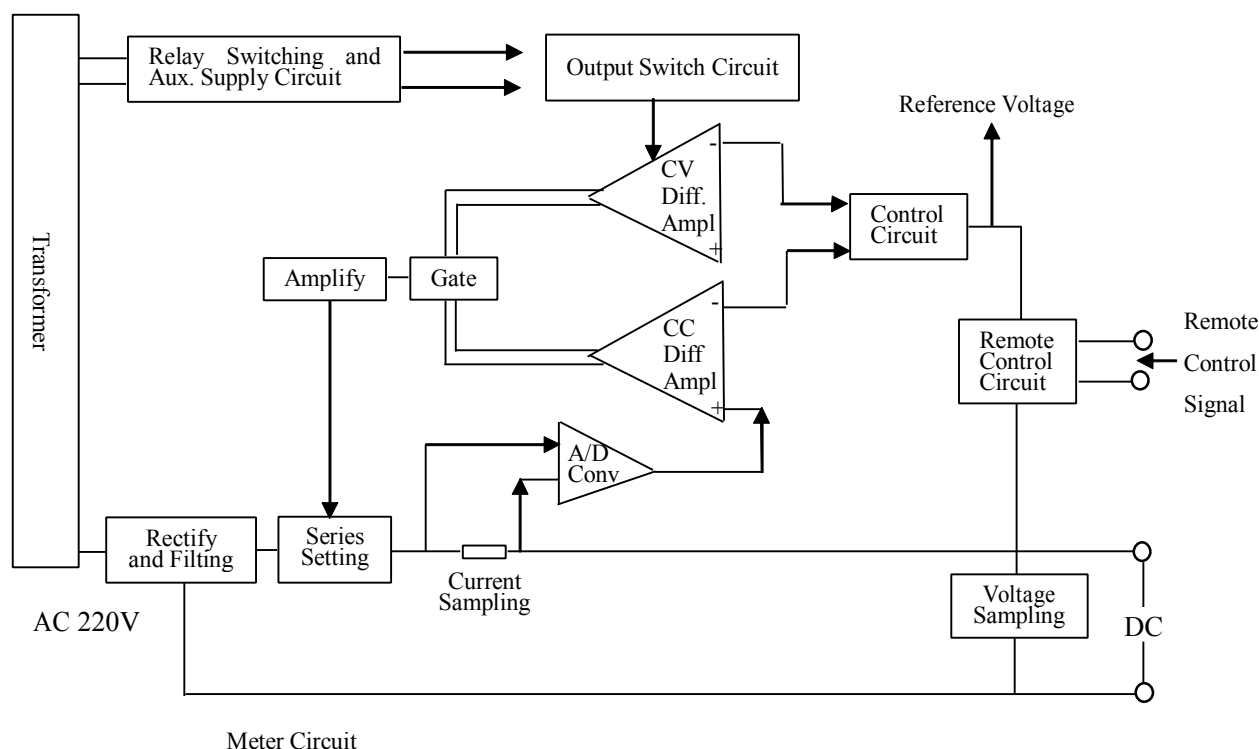 Relay Switching and
Aux. Supply Circuit
Output Switch Circuit
Reference Voltage
Transformer
-
CV
Diff.
Ampl
+
Control
Circuit
Amplify
Gate
-
CC
Diff
Ampl
+
Remote
Control
Circuit
Remote
Control
Signal
A/D
Conv
Rectify
and Filting
Series
Setting
Current
Sampling
Voltage
Sampling
DC
AC 220V
Meter Circuit